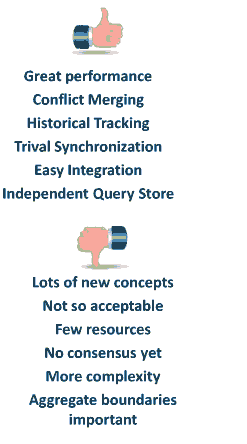 Great performance
Conflict Merging
Historical Tracking
Trival Synchronization
Easy Integration
Independent Query Store
Lots of new concepts
Not so acceptable
Few resources
No consensus yet
More complexity
Aggregate boundaries
important